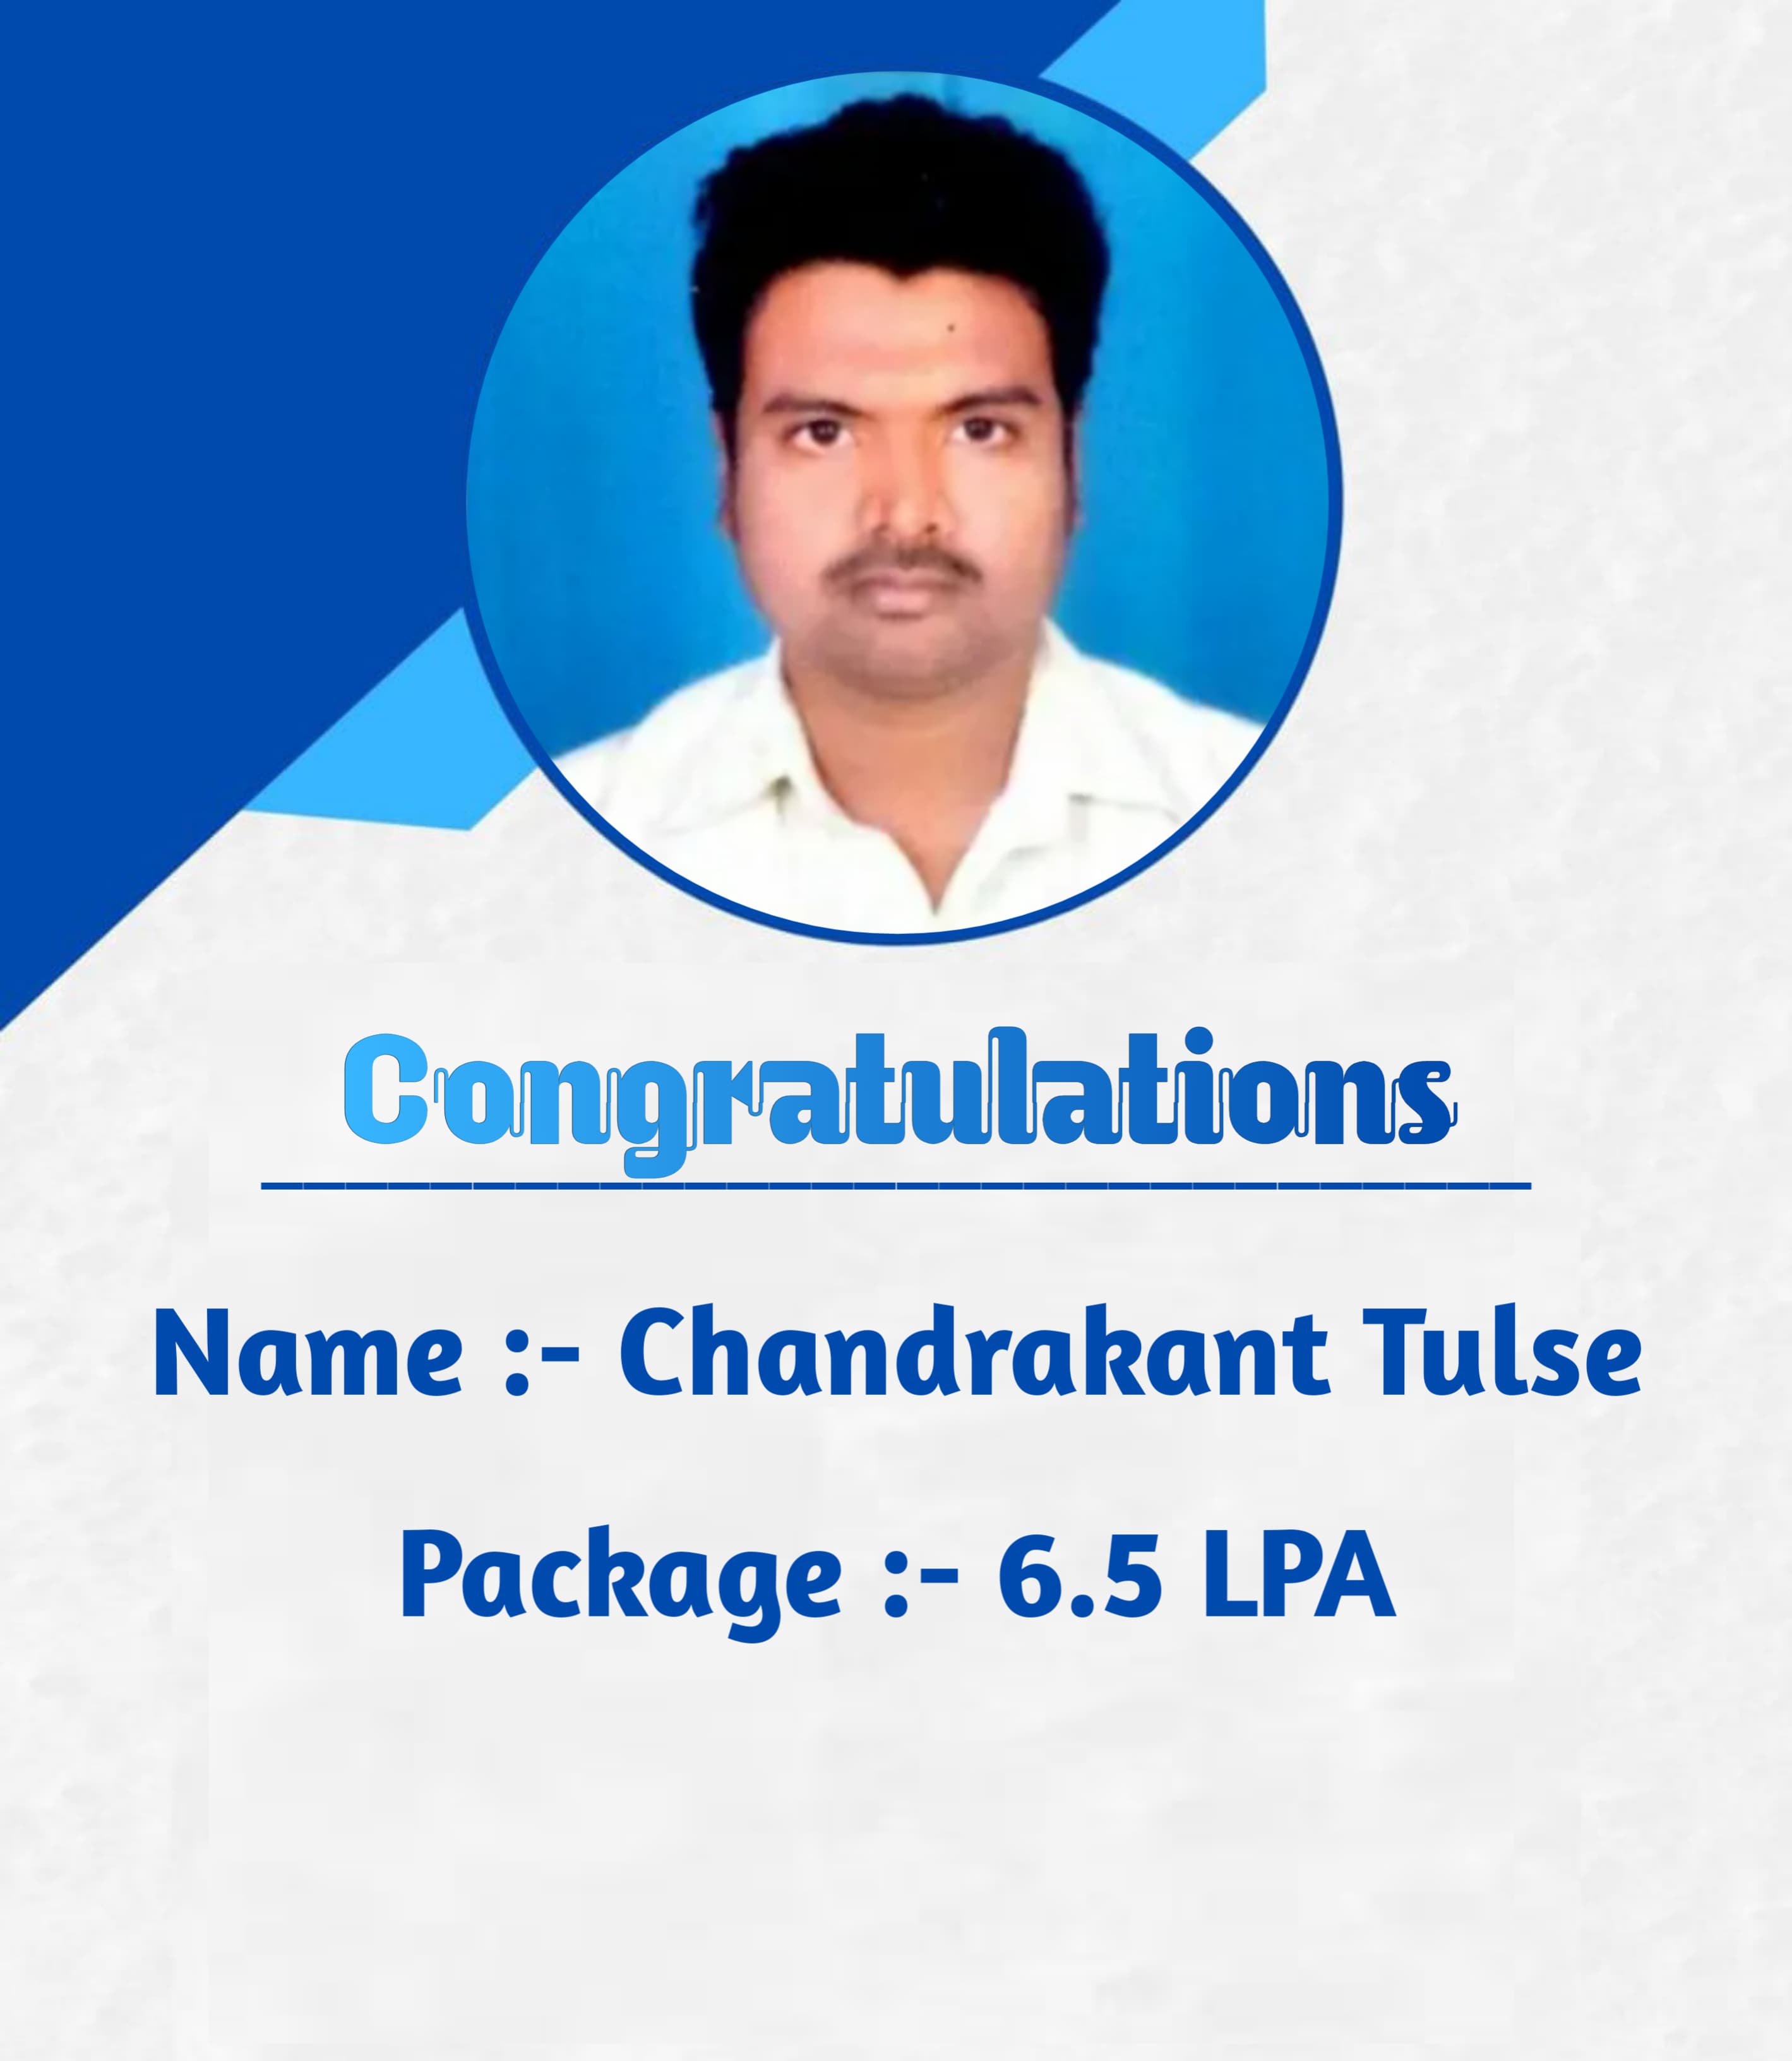 Congratulations
Name :- Chandrakant Tulse
Package :- 6.5 LPA